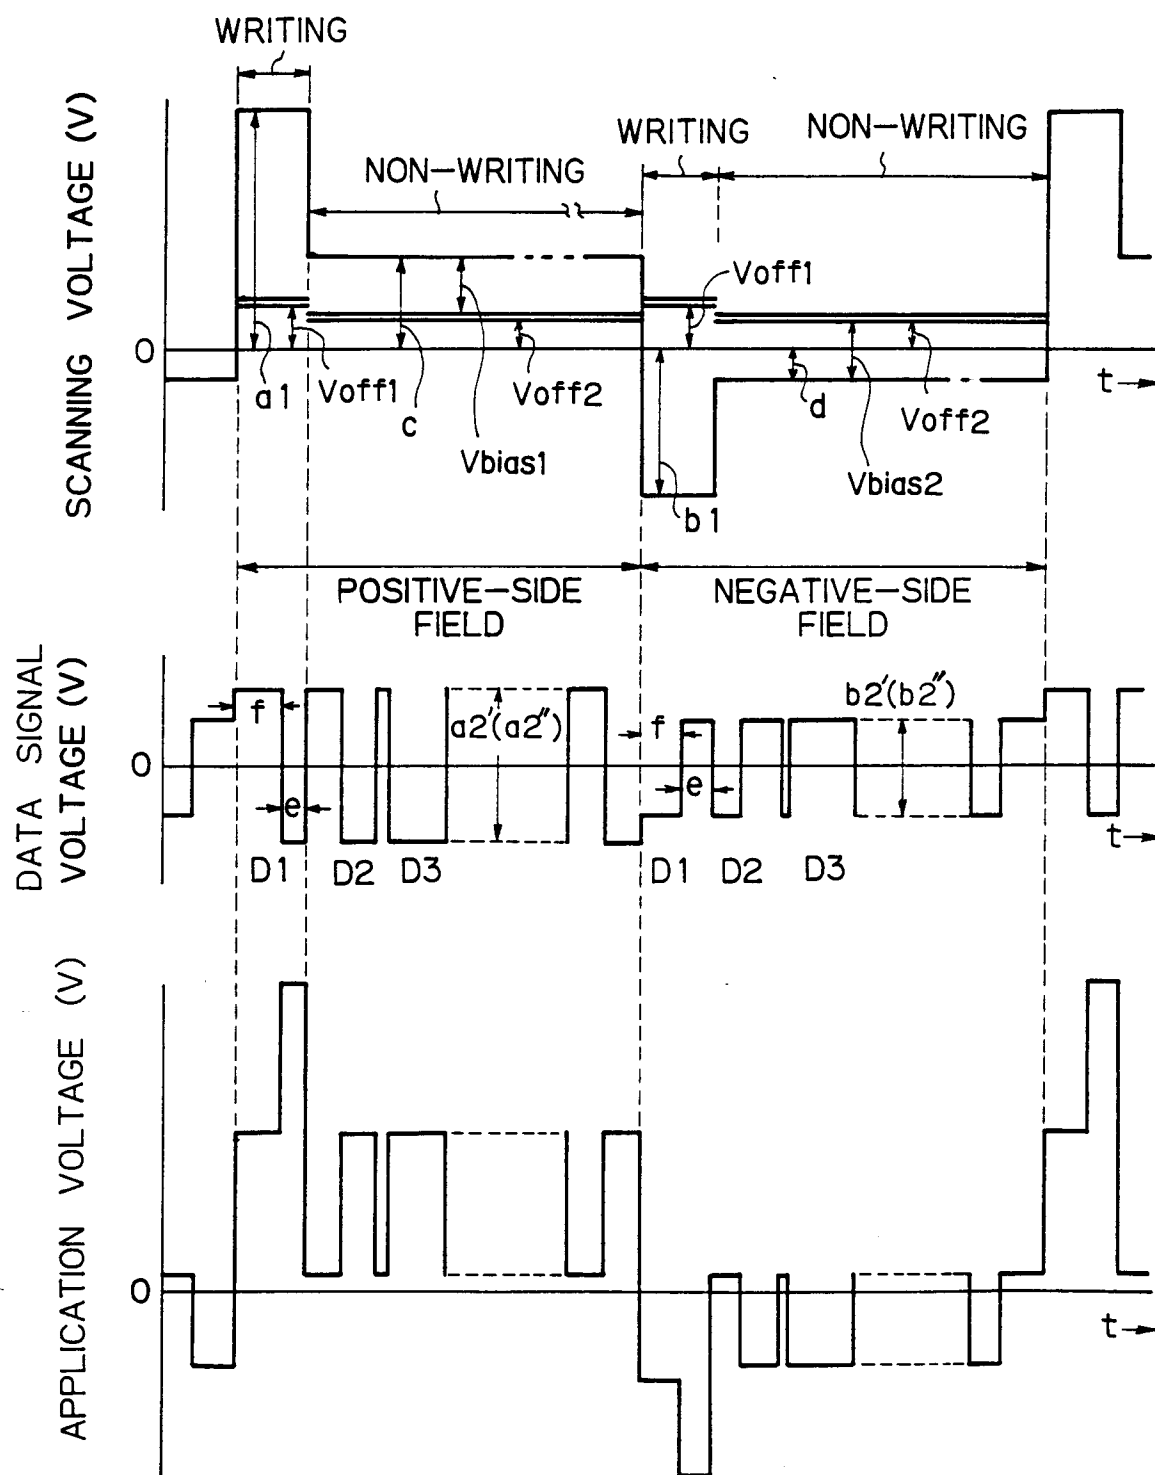 WRITING
SCANNING VOLTAGE (V)
NON-WRITING
WRITING
NON-WRITING
Voff1
0
a1
Voff1
c
Voff2
d
Voff2
t
Vbias1
Vbias2
b1
POSITIVE-SIDE
FIELD
NEGATIVE-SIDE
FIELD
DATA SIGNAL
VOLTAGE (V)
f
a2'(a2")
f
b2'(b2")
0
e
e
t
D1
D2
D3
D1
D2
D3
APPLICATION VOLTAGE (V)
0
t